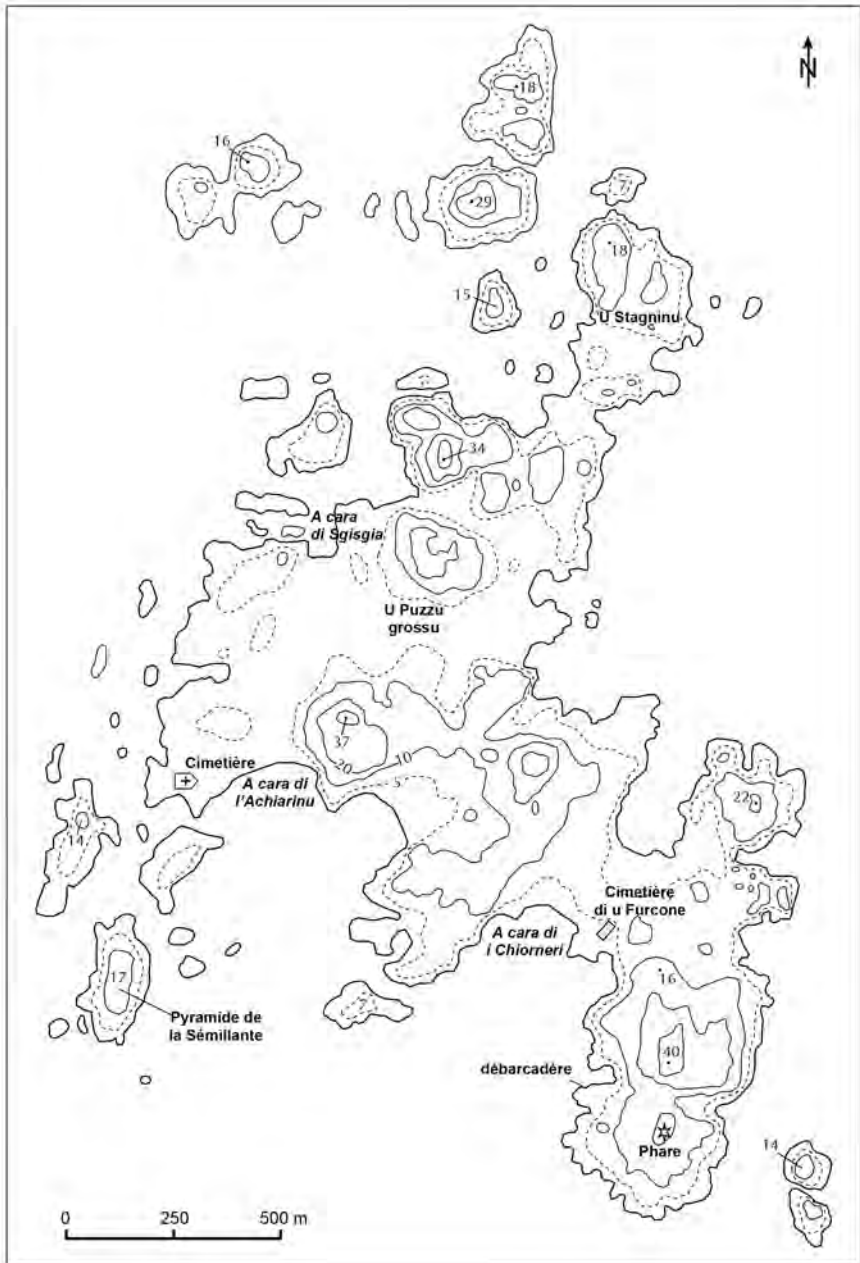 N
18
16
29
7
18
15
U Stagninu
34
A cara
di Sgisgia
U Puzzu
grossu
37
20
10
5
Cimetière
A cara di
l'Achiarinu
22
14
Cimetière
di u Furcone
A cara di
i Chiorneri
16
17
Pyramide de
la Sémillante
40
débarcadère
Phare
14
0 250 500 m